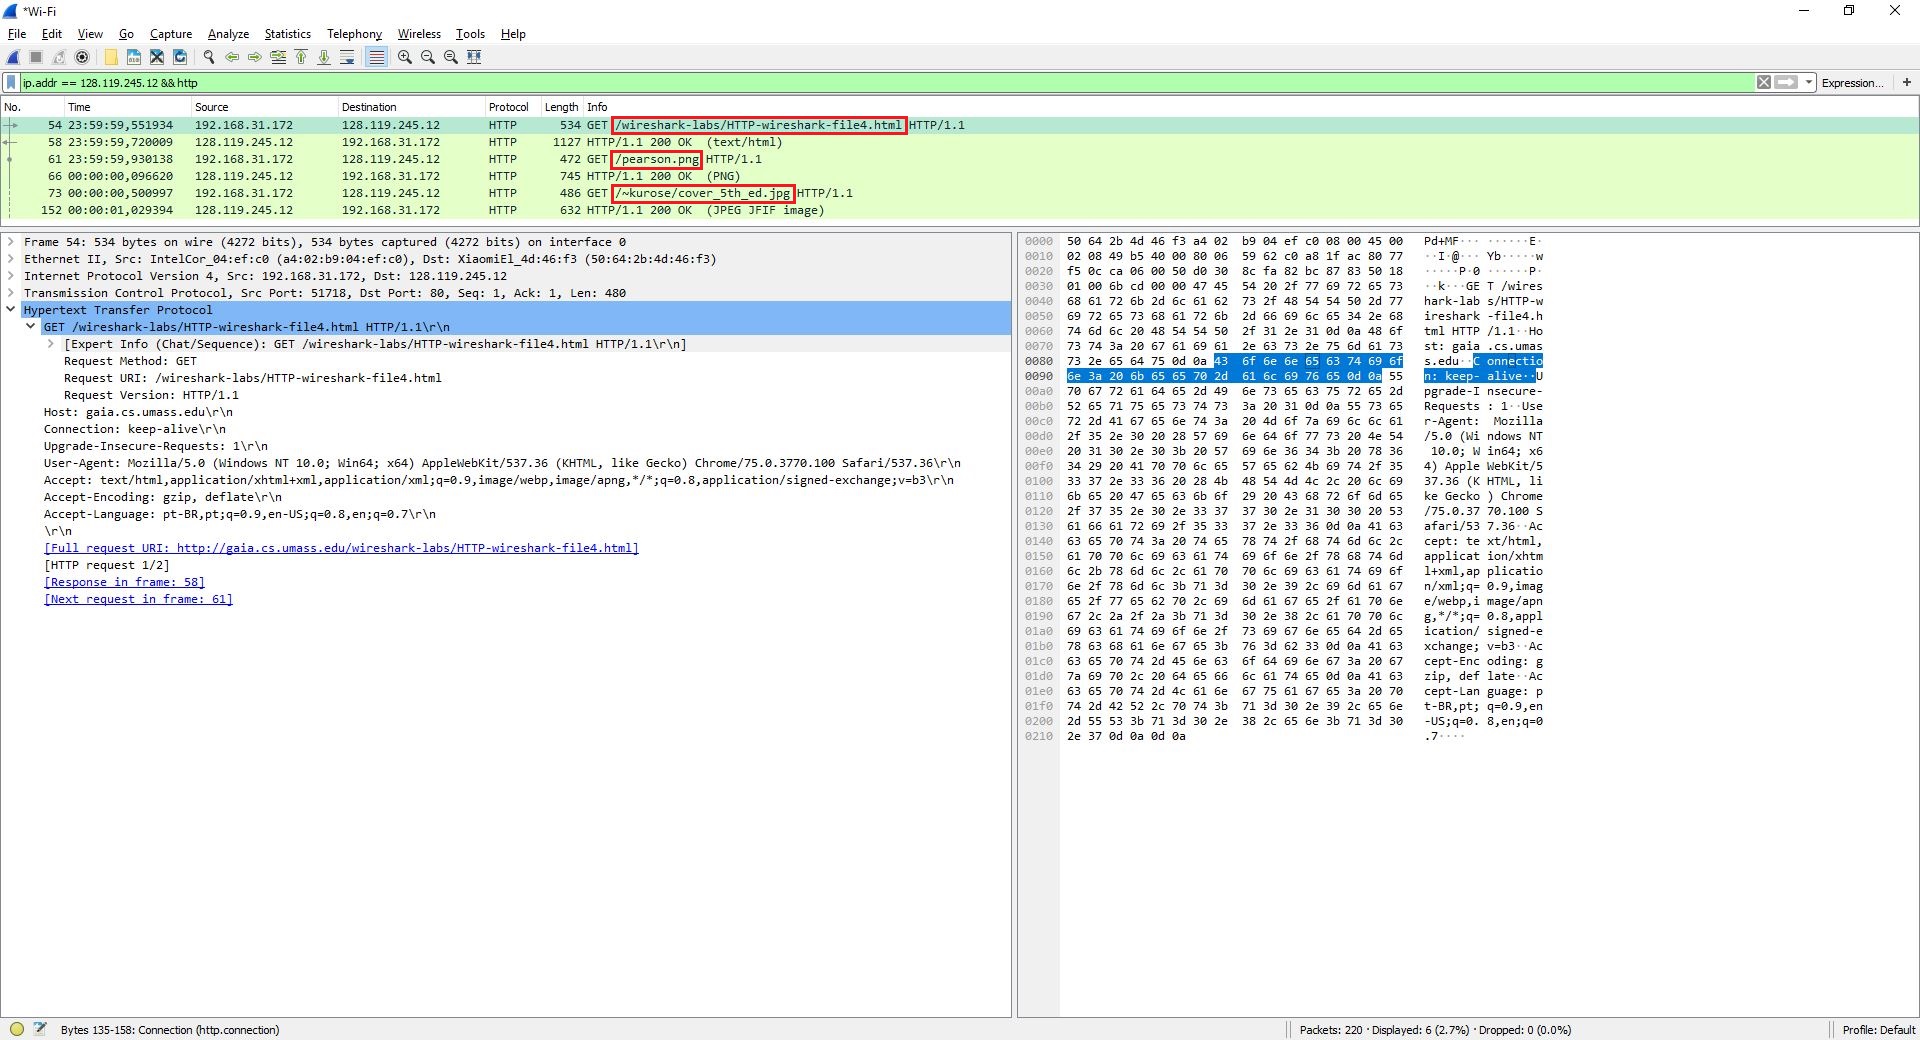 *Wi-Fi
File Edit View Go Capture Analyze Statistics Telephony Wireless Tools Help
ip.addr == 128.119.245.12 && http Expression... +
No. Time Source Destination Protocol Length Info
54 23:59:59,551934 192.168.31.172 128.119.245.12 HTTP 534 GET /wireshark-labs/HTTP-wireshark-file4.html HTTP/1.1
58 23:59:59,720009 128.119.245.12 192.168.31.172 HTTP 1127 HTTP/1.1 200 OK (text/html)
61 23:59:59,930138 192.168.31.172 128.119.245.12 HTTP 472 GET /pearson.png HTTP/1.1
66 00:00:00,096620 128.119.245.12 192.168.31.172 HTTP 745 HTTP/1.1 200 OK (PNG)
73 00:00:00,500997 192.168.31.172 128.119.245.12 HTTP 486 GET /~kurose/cover_5th_ed.jpg HTTP/1.1
152 00:00:01,029394 128.119.245.12 192.168.31.172 HTTP 632 HTTP/1.1 200 OK (JPEG JFIF image)
Frame 54: 534 bytes on wire (4272 bits), 534 bytes captured (4272 bits) on interface 0
Ethernet II, Src: IntelCor_04:ef:c0 (a4:02:b9:04:ef:c0), Dst: XiaomiEl_4d:46:f3 (50:64:2b:4d:46:f3)
Internet Protocol Version 4, Src: 192.168.31.172, Dst: 128.119.245.12
Transmission Control Protocol, Src Port: 51718, Dst Port: 80, Seq: 1, Ack: 1, Len: 480
Hypertext Transfer Protocol
GET /wireshark-labs/HTTP-wireshark-file4.html HTTP/1.1\r\n
[Expert Info (Chat/Sequence): GET /wireshark-labs/HTTP-wireshark-file4.html HTTP/1.1\r\n]
Request Method: GET
Request URI: /wireshark-labs/HTTP-wireshark-file4.html
Request Version: HTTP/1.1
Host: gaia.cs.umass.edu\r\n
Connection: keep-alive\r\n
Upgrade-Insecure-Requests: 1\r\n
User-Agent: Mozilla/5.0 (Windows NT 10.0; Win64; x64) AppleWebKit/537.36 (KHTML, like Gecko) Chrome/75.0.3770.100 Safari/537.36\r\n
Accept: text/html,application/xhtml+xml,application/xml;q=0.9,image/webp,image/apng,*/*;q=0.8,application/signed-exchange;v=b3\r\n
Accept-Encoding: gzip, deflate\r\n
Accept-Language: pt-BR,pt;q=0.9,en-US;q=0.8,en;q=0.7\r\n
\r\n
[Full request URI: http://gaia.cs.umass.edu/wireshark-labs/HTTP-wireshark-file4.html]
[HTTP request 1/2]
[Response in frame: 58]
[Next request in frame: 61]
0000 50 64 2b 4d 46 f3 a4 02 b9 04 ef c0 08 00 45 00 Pd+MF··· ······E·
0010 02 08 49 b5 40 00 80 06 59 62 c0 a8 1f ac 80 77 ··I·@··· Yb·····w
0020 f5 0c ca 06 00 50 d0 30 8c fa 82 bc 87 83 50 18 ·····P·0 ······P·
0030 01 00 6b cd 00 00 47 45 54 20 2f 77 69 72 65 73 ··k···GE T /wires
0040 68 61 72 6b 2d 6c 61 62 73 2f 48 54 54 50 2d 77 hark-lab s/HTTP-w
0050 69 72 65 73 68 61 72 6b 2d 66 69 6c 65 34 2e 68 ireshark -file4.h
0060 74 6d 6c 20 48 54 54 50 2f 31 2e 31 0d 0a 48 6f tml HTTP /1.1··Ho
0070 73 74 3a 20 67 61 69 61 2e 63 73 2e 75 6d 61 73 st: gaia .cs.umas
0080 73 2e 65 64 75 0d 0a 43 6f 6e 6e 65 63 74 69 6f s.edu··C onnectio
0090 6e 3a 20 6b 65 65 70 2d 61 6c 69 76 65 0d 0a 55 n: keep- alive··U
00a0 70 67 72 61 64 65 2d 49 6e 73 65 63 75 72 65 2d pgrade-I nsecure-
00b0 52 65 71 75 65 73 74 73 3a 20 31 0d 0a 55 73 65 Requests : 1··Use
00c0 72 2d 41 67 65 6e 74 3a 20 4d 6f 7a 69 6c 6c 61 r-Agent: Mozilla
00d0 2f 35 2e 30 20 28 57 69 6e 64 6f 77 73 20 4e 54 /5.0 (Wi ndows NT
00e0 20 31 30 2e 30 3b 20 57 69 6e 36 34 3b 20 78 36 10.0; W in64; x6
00f0 34 29 20 41 70 70 6c 65 57 65 62 4b 69 74 2f 35 4) Apple WebKit/5
0100 33 37 2e 33 36 20 28 4b 48 54 4d 4c 2c 20 6c 69 37.36 (K HTML, li
0110 6b 65 20 47 65 63 6b 6f 29 20 43 68 72 6f 6d 65 ke Gecko ) Chrome
0120 2f 37 35 2e 30 2e 33 37 37 30 2e 31 30 30 20 53 /75.0.37 70.100 S
0130 61 66 61 72 69 2f 35 33 37 2e 33 36 0d 0a 41 63 afari/53 7.36··Ac
0140 63 65 70 74 3a 20 74 65 78 74 2f 68 74 6d 6c 2c cept: te xt/html,
0150 61 70 70 6c 69 63 61 74 69 6f 6e 2f 78 68 74 6d applicat ion/xhtm
0160 6c 2b 78 6d 6c 2c 61 70 70 6c 69 63 61 74 69 6f l+xml,ap plicatio
0170 6e 2f 78 6d 6c 3b 71 3d 30 2e 39 2c 69 6d 61 67 n/xml;q= 0.9,imag
0180 65 2f 77 65 62 70 2c 69 6d 61 67 65 2f 61 70 6e e/webp,i mage/apn
0190 67 2c 2a 2f 2a 3b 71 3d 30 2e 38 2c 61 70 70 6c g,*/*;q= 0.8,appl
01a0 69 63 61 74 69 6f 6e 2f 73 69 67 6e 65 64 2d 65 ication/ signed-e
01b0 78 63 68 61 6e 67 65 3b 76 3d 62 33 0d 0a 41 63 xchange; v=b3··Ac
01c0 63 65 70 74 2d 45 6e 63 6f 64 69 6e 67 3a 20 67 cept-Enc oding: g
01d0 7a 69 70 2c 20 64 65 66 6c 61 74 65 0d 0a 41 63 zip, def late··Ac
01e0 63 65 70 74 2d 4c 61 6e 67 75 61 67 65 3a 20 70 cept-Lan guage: p
01f0 74 2d 42 52 2c 70 74 3b 71 3d 30 2e 39 2c 65 6e t-BR,pt; q=0.9,en
0200 2d 55 53 3b 71 3d 30 2e 38 2c 65 6e 3b 71 3d 30 -US;q=0. 8,en;q=0
0210 2e 37 0d 0a 0d 0a .7····
Bytes 135-158: Connection (http.connection) Packets: 220 · Displayed: 6 (2.7%) · Dropped: 0 (0.0%) Profile: Default